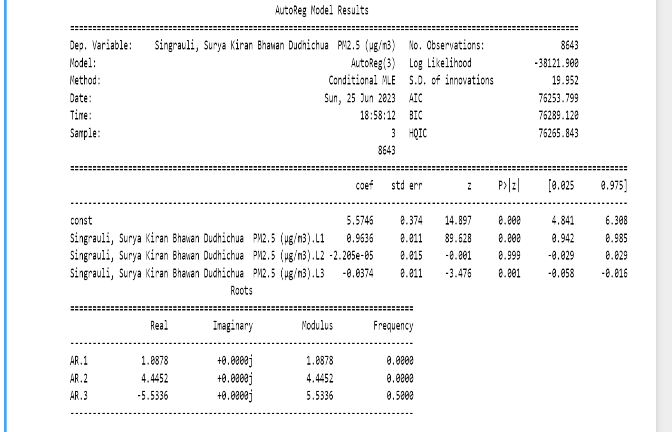 AutoReg Model Results
==============================================================================
Dep. Variable: Singrauli, Surya Kiran Bhawan Dudhichua PM2.5 (µg/m3) No. Observations: 8643
Model: AutoReg(3) Log Likelihood -38121.900
Method: Conditional MLE S.D. of innovations 19.952
Date: Sun, 25 Jun 2023 AIC 76253.799
Time: 18:58:12 BIC 76289.120
Sample: 3 HQIC 76265.843
8643
==============================================================================
coef std err z P>|z| [0.025 0.975]
------------------------------------------------------------------------------
const 5.5746 0.374 14.897 0.000 4.841 6.308
Singrauli, Surya Kiran Bhawan Dudhichua PM2.5 (µg/m3).L1 0.9636 0.011 89.628 0.000 0.942 0.985
Singrauli, Surya Kiran Bhawan Dudhichua PM2.5 (µg/m3).L2 -2.205e-05 0.015 -0.001 0.999 -0.029 0.029
Singrauli, Surya Kiran Bhawan Dudhichua PM2.5 (µg/m3).L3 -0.0374 0.011 -3.476 0.001 -0.058 -0.016
Roots
==============================================================================
Real Imaginary Modulus Frequency
------------------------------------------------------------------------------
AR.1 1.0878 +0.0000j 1.0878 0.0000
AR.2 4.4452 +0.0000j 4.4452 0.0000
AR.3 -5.5336 +0.0000j 5.5336 0.5000
------------------------------------------------------------------------------